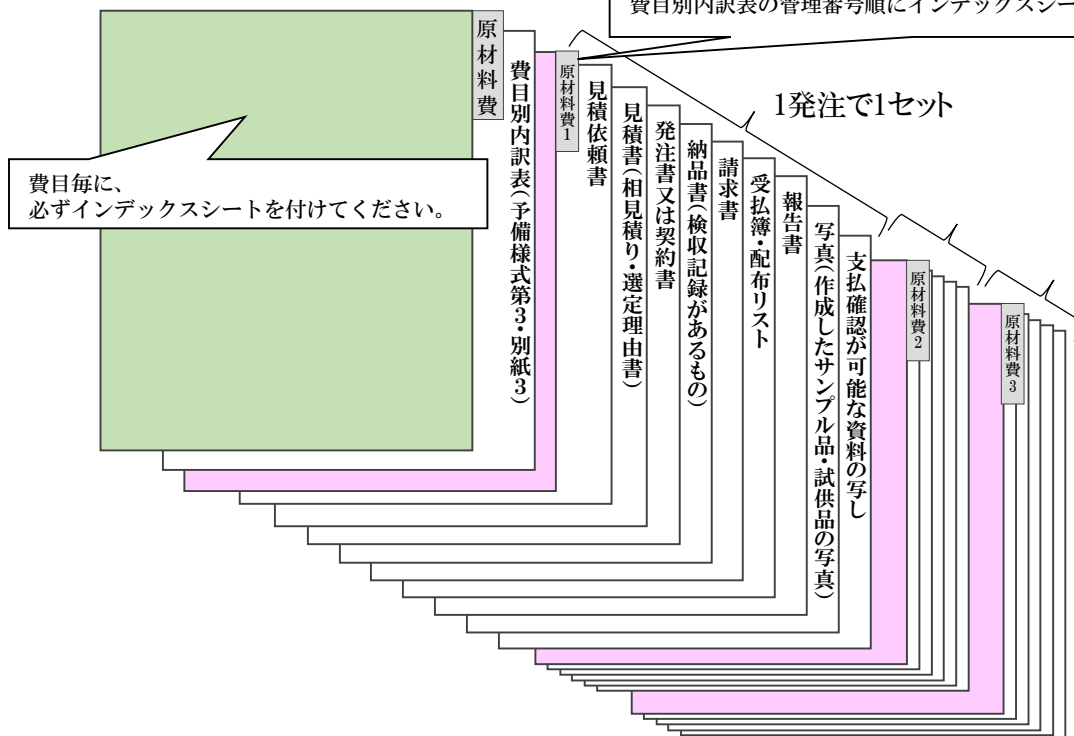 費目別内訳表の管理番号順にインデックスシー
1発注で1セット
費目毎に、
必ずインデックスシートを付けてください。
原材料費
費目別内訳表(予備様式第3・別紙3)
原材料費1
見積依頼書
見積書(相見積り・選定理由書)
発注書又は契約書
納品書(検収記録があるもの)
請求書
受払簿・配布リスト
報告書
写真(作成したサンプル品・試供品の写真)
支払確認が可能な資料の写し
原材料費2
原材料費3